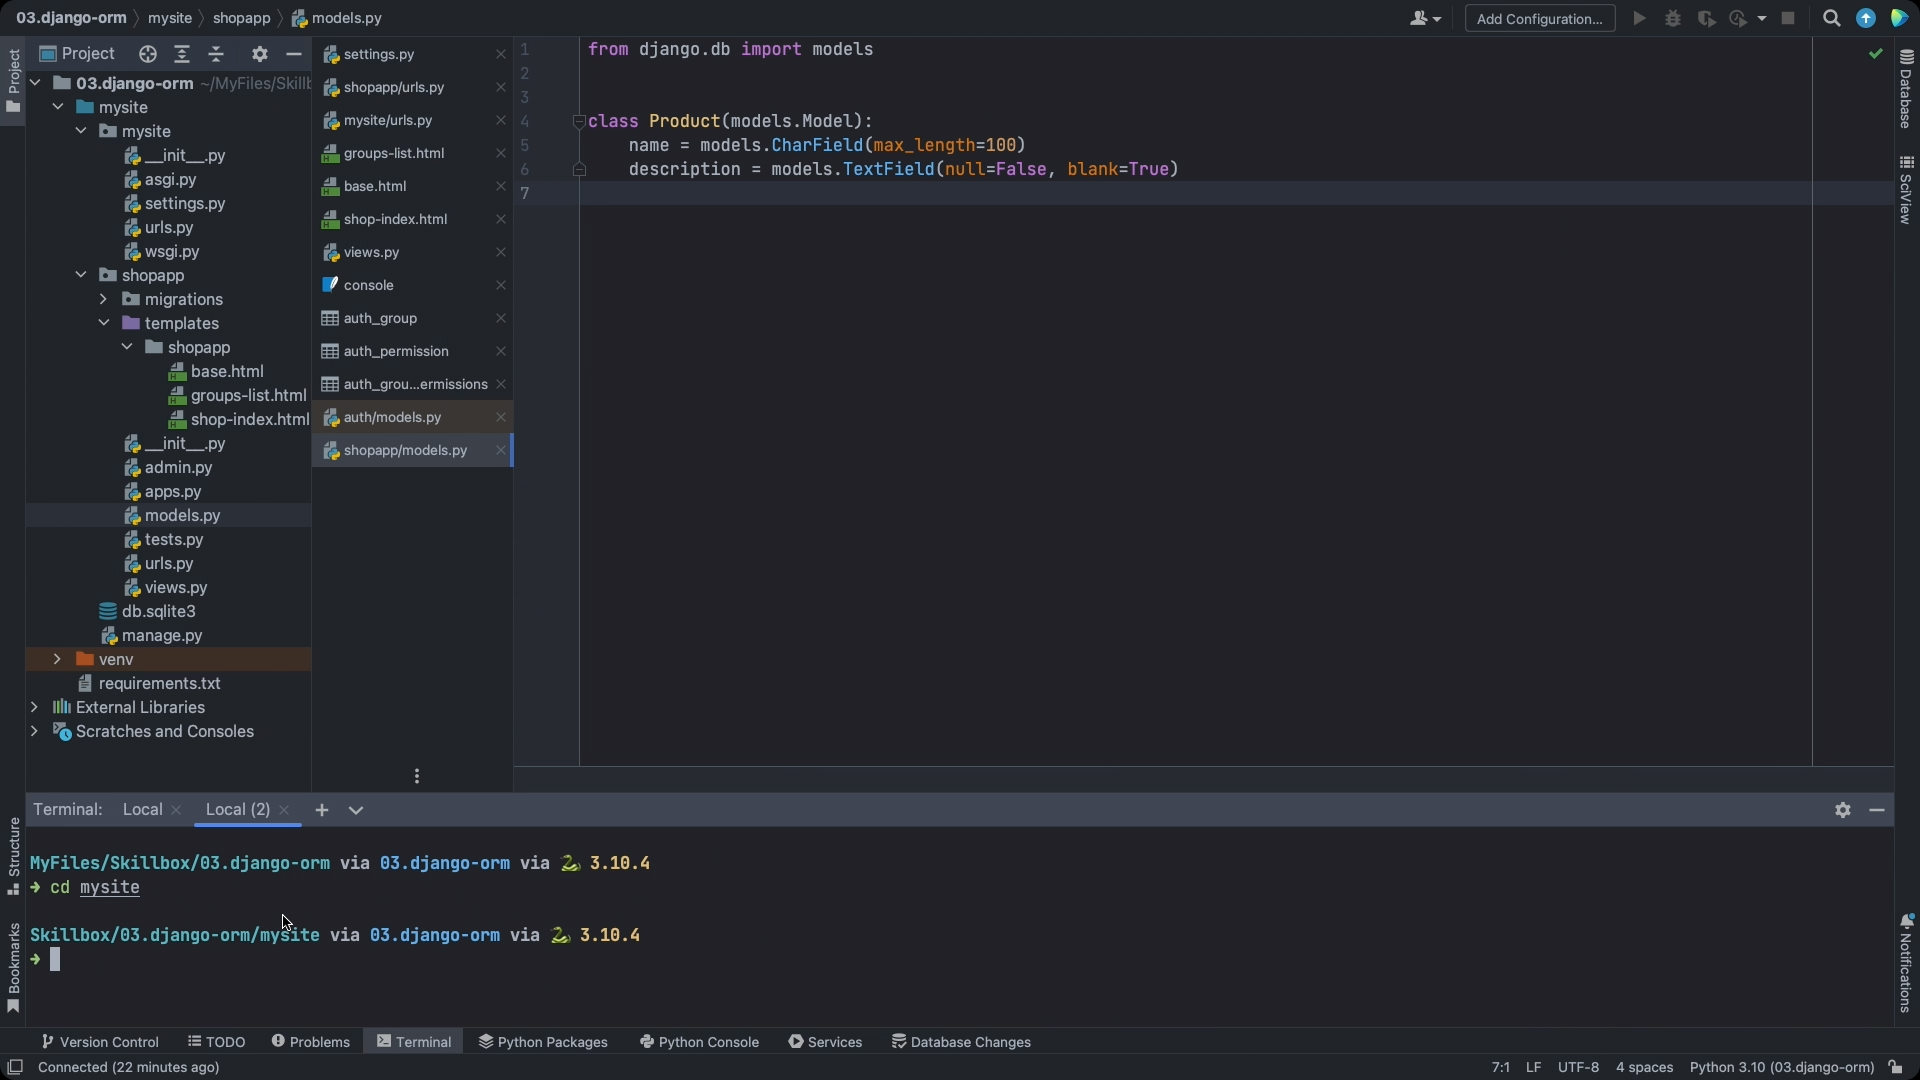 03.django-orm mysite shopapp models.py
Add Configuration...
Project
Project
03.django-orm ~/MyFiles/Skillb
mysite
mysite
__init__.py
asgi.py
settings.py
urls.py
wsgi.py
shopapp
migrations
templates
shopapp
base.html
groups-list.html
shop-index.html
__init__.py
admin.py
apps.py
models.py
tests.py
urls.py
views.py
db.sqlite3
manage.py
venv
requirements.txt
External Libraries
Scratches and Consoles
settings.py
shopapp/urls.py
mysite/urls.py
groups-list.html
base.html
shop-index.html
views.py
console
auth_group
auth_permission
auth_grou...ermissions
auth/models.py
shopapp/models.py
1 from django.db import models
2
3
4 class Product(models.Model):
5 name = models.CharField(max_length=100)
6 description = models.TextField(null=False, blank=True)
7
Database
SciView
Notifications
Structure
Bookmarks
Terminal: Local Local (2)
MyFiles/Skillbox/03.django-orm via 03.django-orm via 🐍 3.10.4
➜ cd mysite
Skillbox/03.django-orm/mysite via 03.django-orm via 🐍 3.10.4
➜
Version Control TODO Problems Terminal Python Packages Python Console Services Database Changes
Connected (22 minutes ago) 7:1 LF UTF-8 4 spaces Python 3.10 (03.django-orm)